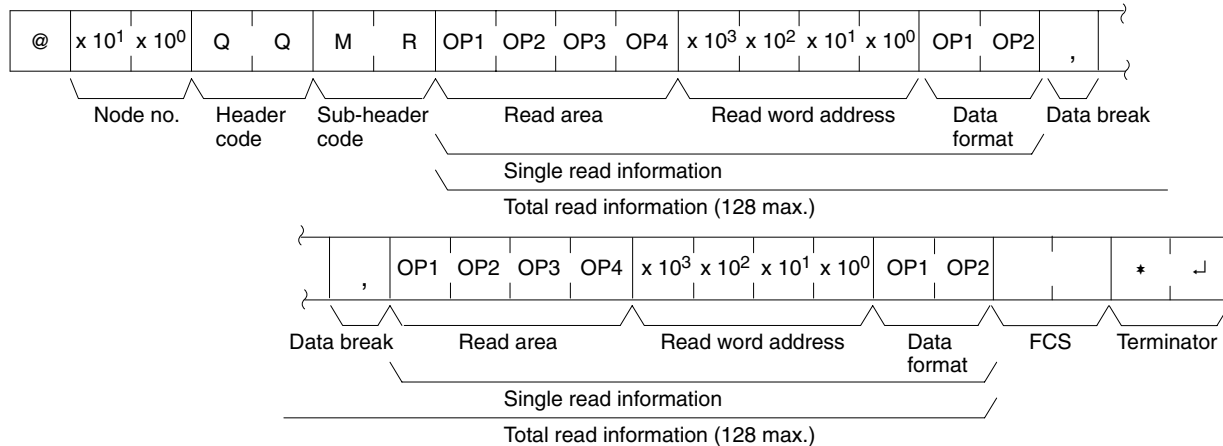 @ x 10¹ x 10⁰ Q Q M R OP1 OP2 OP3 OP4 x 10³ x 10² x 10¹ x 10⁰ OP1 OP2 ,
Node no. Header code Sub-header code Read area Read word address Data format Data break
Single read information
Total read information (128 max.)
, OP1 OP2 OP3 OP4 x 10³ x 10² x 10¹ x 10⁰ OP1 OP2 * ↵
Data break Read area Read word address Data format FCS Terminator
Single read information
Total read information (128 max.)